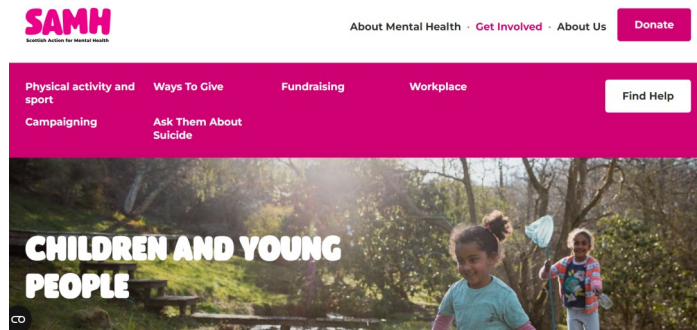 SAMH
Scottish Action for Mental Health
About Mental Health · Get Involved · About Us
Donate
Physical activity and
sport
Ways To Give
Fundraising
Workplace
Find Help
Campaigning
Ask Them About
Suicide
CHILDREN AND YOUNG
PEOPLE